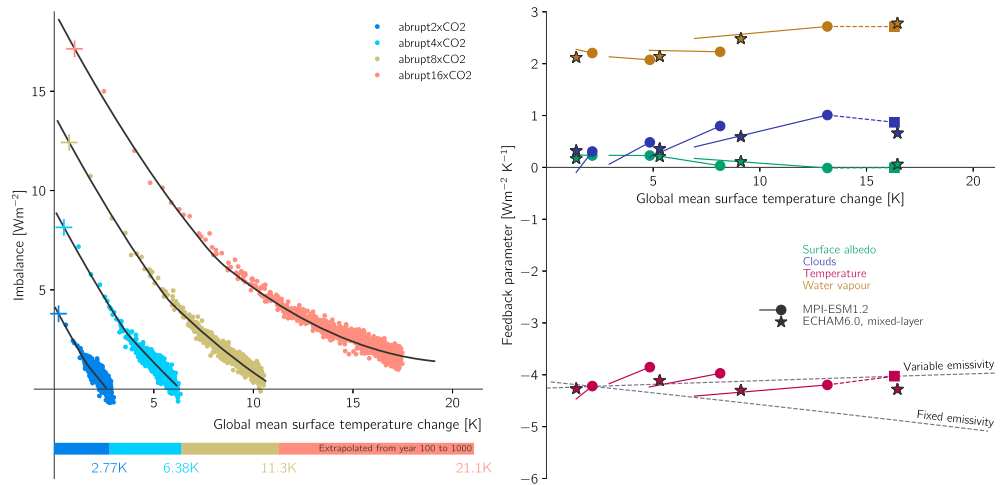 abrupt2xCO2
abrupt4xCO2
abrupt8xCO2
abrupt16xCO2
15
10
5
Imbalance [Wm−2]
5
10
15
20
Global mean surface temperature change [K]
Extrapolated from year 100 to 1000
2.77K
6.38K
11.3K
21.1K
3
2
1
0
−1
−2
−3
−4
−5
−6
Feedback parameter [Wm−2 K−1]
5
10
15
20
Global mean surface temperature change [K]
Surface albedo
Clouds
Temperature
Water vapour
MPI-ESM1.2
ECHAM6.0, mixed-layer
Variable emissivity
Fixed emissivity